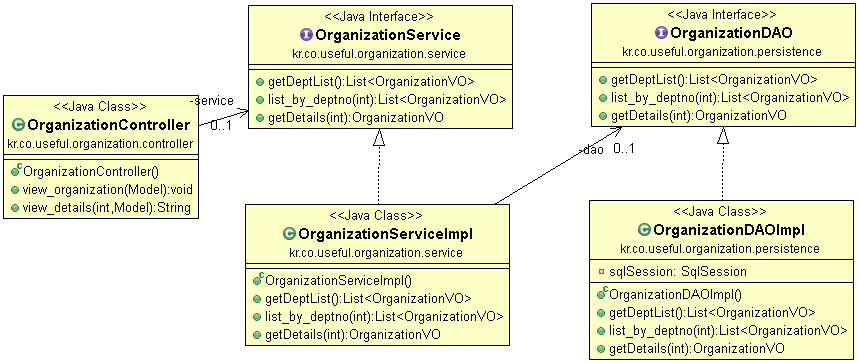 <<Java Interface>>
OrganizationService
kr.co.useful.organization.service
getDeptList():List<OrganizationVO>
list_by_deptno(int):List<OrganizationVO>
getDetails(int):OrganizationVO
<<Java Interface>>
OrganizationDAO
kr.co.useful.organization.persistence
getDeptList():List<OrganizationVO>
list_by_deptno(int):List<OrganizationVO>
getDetails(int):OrganizationVO
<<Java Class>>
OrganizationController
kr.co.useful.organization.controller
OrganizationController()
view_organization(Model):void
view_details(int,Model):String
-service
0..1
-dao
0..1
<<Java Class>>
OrganizationServiceImpl
kr.co.useful.organization.service
OrganizationServiceImpl()
getDeptList():List<OrganizationVO>
list_by_deptno(int):List<OrganizationVO>
getDetails(int):OrganizationVO
<<Java Class>>
OrganizationDAOImpl
kr.co.useful.organization.persistence
sqlSession: SqlSession
OrganizationDAOImpl()
getDeptList():List<OrganizationVO>
list_by_deptno(int):List<OrganizationVO>
getDetails(int):OrganizationVO